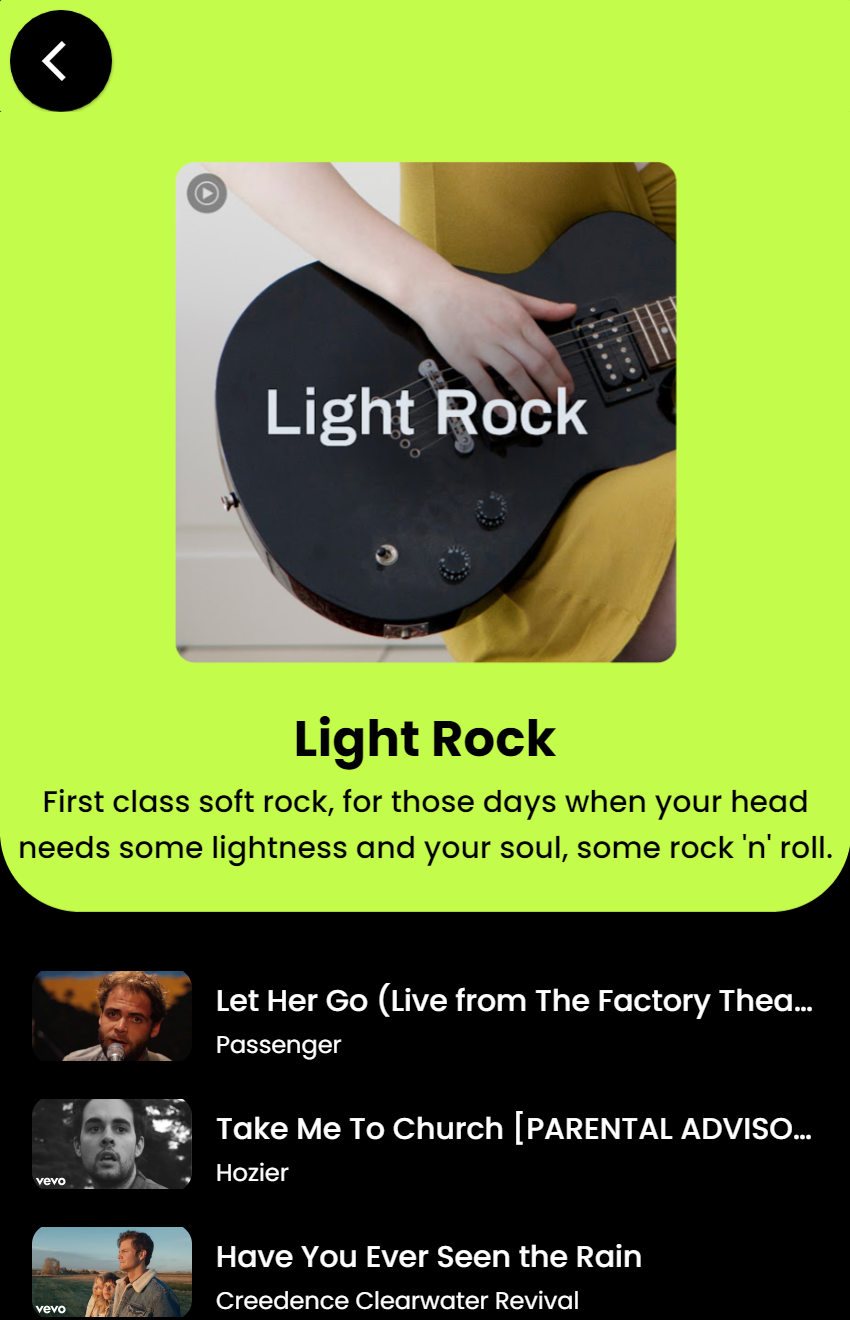 Light Rock
Light Rock
First class soft rock, for those days when your head
needs some lightness and your soul, some rock 'n' roll.
Let Her Go (Live from The Factory Thea...
Passenger
Take Me To Church [PARENTAL ADVISO...
Hozier
vevo
Have You Ever Seen the Rain
Creedence Clearwater Revival
vevo